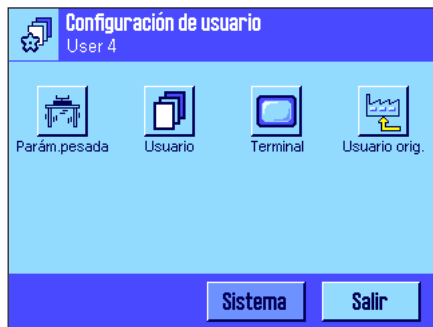 Configuración de usuario
User 4
Parám.pesada
Usuario
Terminal
Usuario orig.
Sistema
Salir